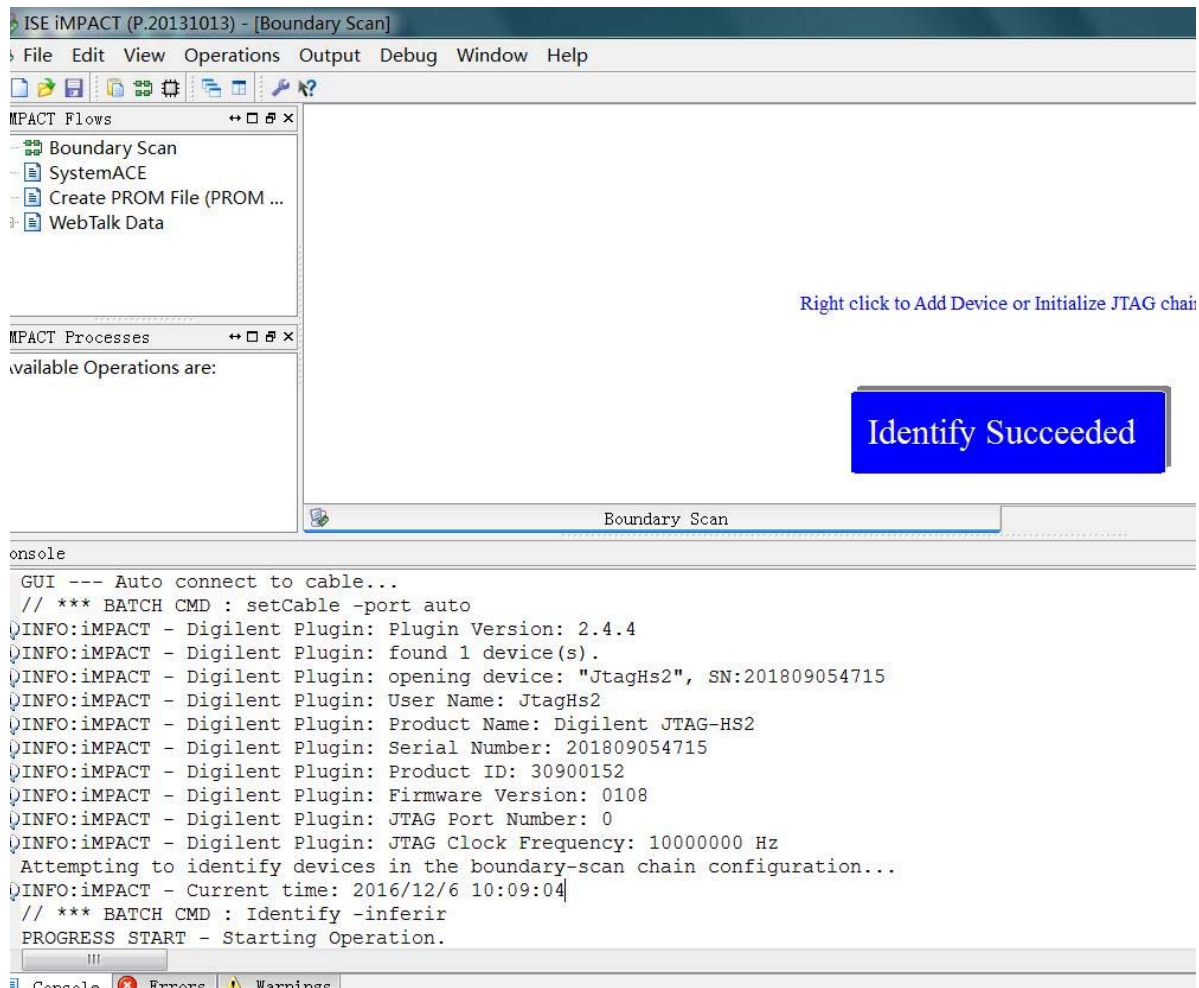 ISE iMPACT (P.20131013) - [Boundary Scan]
File Edit View Operations Output Debug Window Help
MPACT Flows
Boundary Scan
SystemACE
Create PROM File (PROM ...
WebTalk Data
Right click to Add Device or Initialize JTAG chain
MPACT Processes
vailable Operations are:
Identify Succeeded
Boundary Scan
onsole
GUI --- Auto connect to cable...
// *** BATCH CMD : setCable -port auto
INFO:iMPACT - Digilent Plugin: Plugin Version: 2.4.4
INFO:iMPACT - Digilent Plugin: found 1 device(s).
INFO:iMPACT - Digilent Plugin: opening device: "JtagHs2", SN:201809054715
INFO:iMPACT - Digilent Plugin: User Name: JtagHs2
INFO:iMPACT - Digilent Plugin: Product Name: Digilent JTAG-HS2
INFO:iMPACT - Digilent Plugin: Serial Number: 201809054715
INFO:iMPACT - Digilent Plugin: Product ID: 30900152
INFO:iMPACT - Digilent Plugin: Firmware Version: 0108
INFO:iMPACT - Digilent Plugin: JTAG Port Number: 0
INFO:iMPACT - Digilent Plugin: JTAG Clock Frequency: 10000000 Hz
Attempting to identify devices in the boundary-scan chain configuration...
INFO:iMPACT - Current time: 2016/12/6 10:09:04
// *** BATCH CMD : Identify -inferir
PROGRESS START - Starting Operation.
Console Errors Warnings